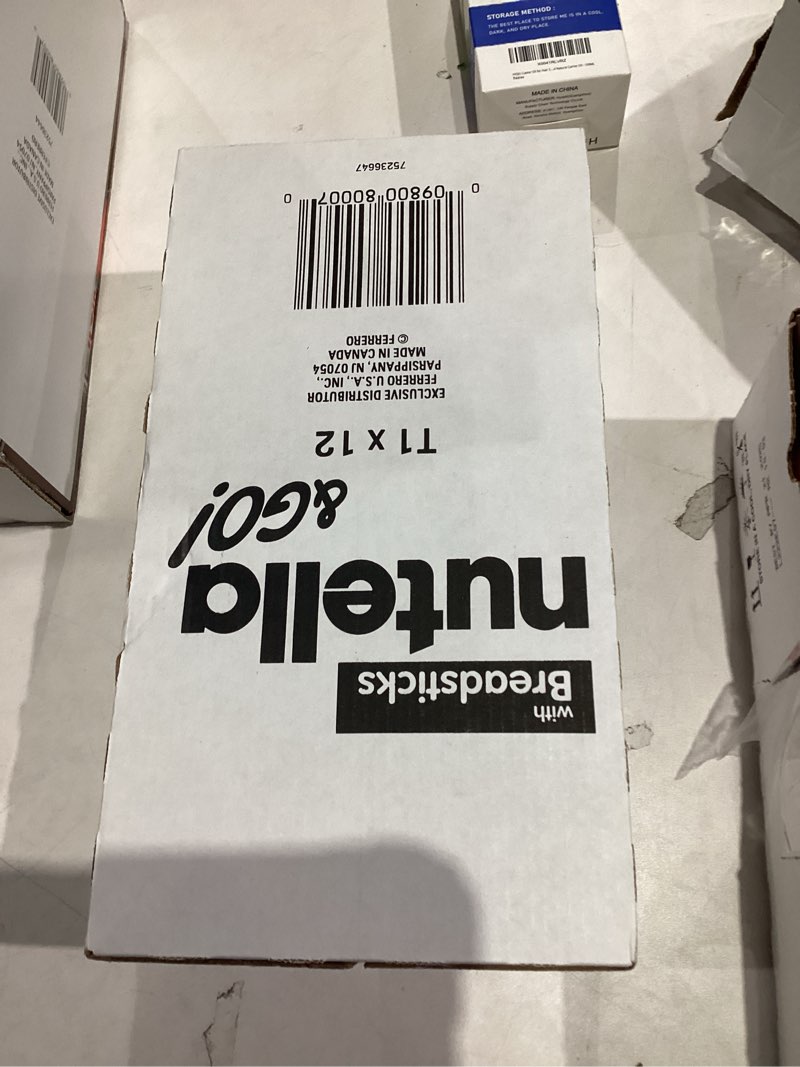 STORAGE METHOD :
THE BEST PLACE TO STORE ME IS IN A COOL,
DARK, AND DRY PLACE.
MADE IN CHINA
with
Breadsticks
nutella
&GO!
T1 X 12
EXCLUSIVE DISTRIBUTOR
FERRERO U.S.A., INC.,
PARSIPPANY, NJ 07054
MADE IN CANADA
© FERRERO
0 09800 80007 0
75236647